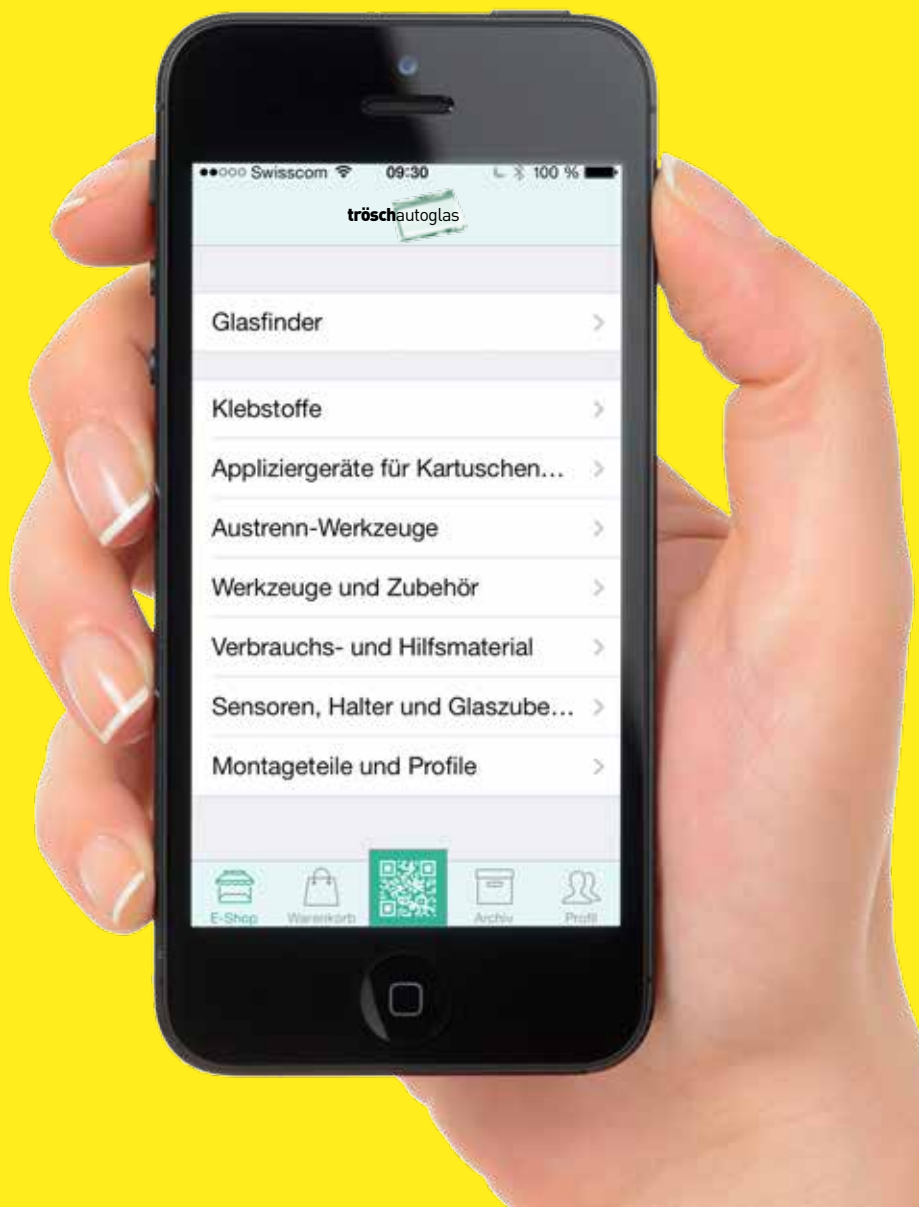 ●●○○○ Swisscom 09:30 100 %
tröschautoglas
Glasfinder
Klebstoffe
Appliziergeräte für Kartuschen...
Austrenn-Werkzeuge
Werkzeuge und Zubehör
Verbrauchs- und Hilfsmaterial
Sensoren, Halter und Glaszube...
Montageteile und Profile
E-Shop Warenkorb Archiv Profil